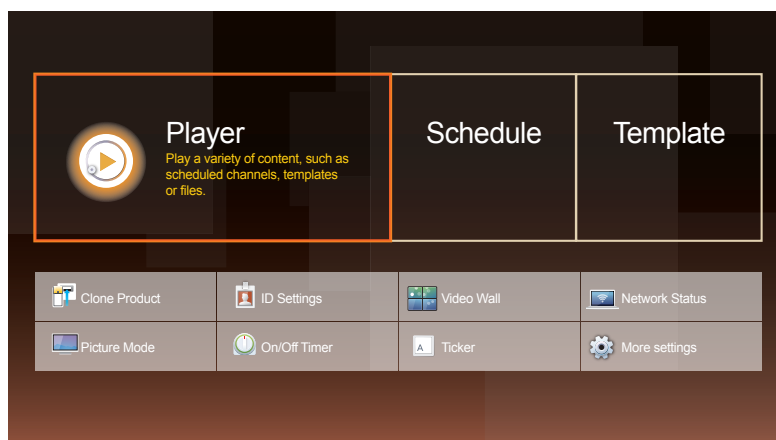 Player
Play a variety of content, such as
scheduled channels, templates
or files.
Schedule
Template
Clone Product
ID Settings
Video Wall
Network Status
Picture Mode
On/Off Timer
A
Ticker
More settings